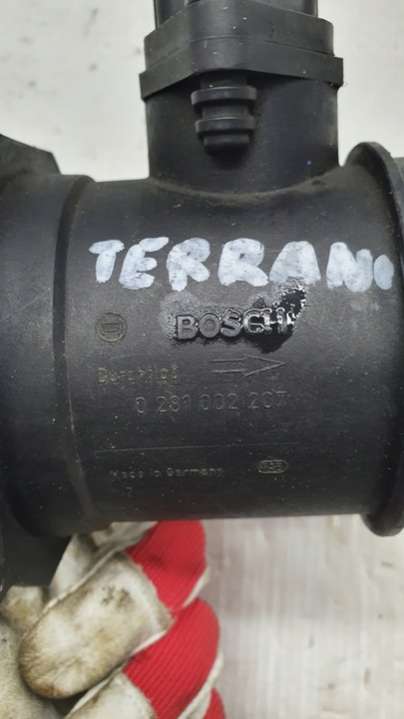 TERRANO
BOSCH
0 281 002 207
Made in Germany